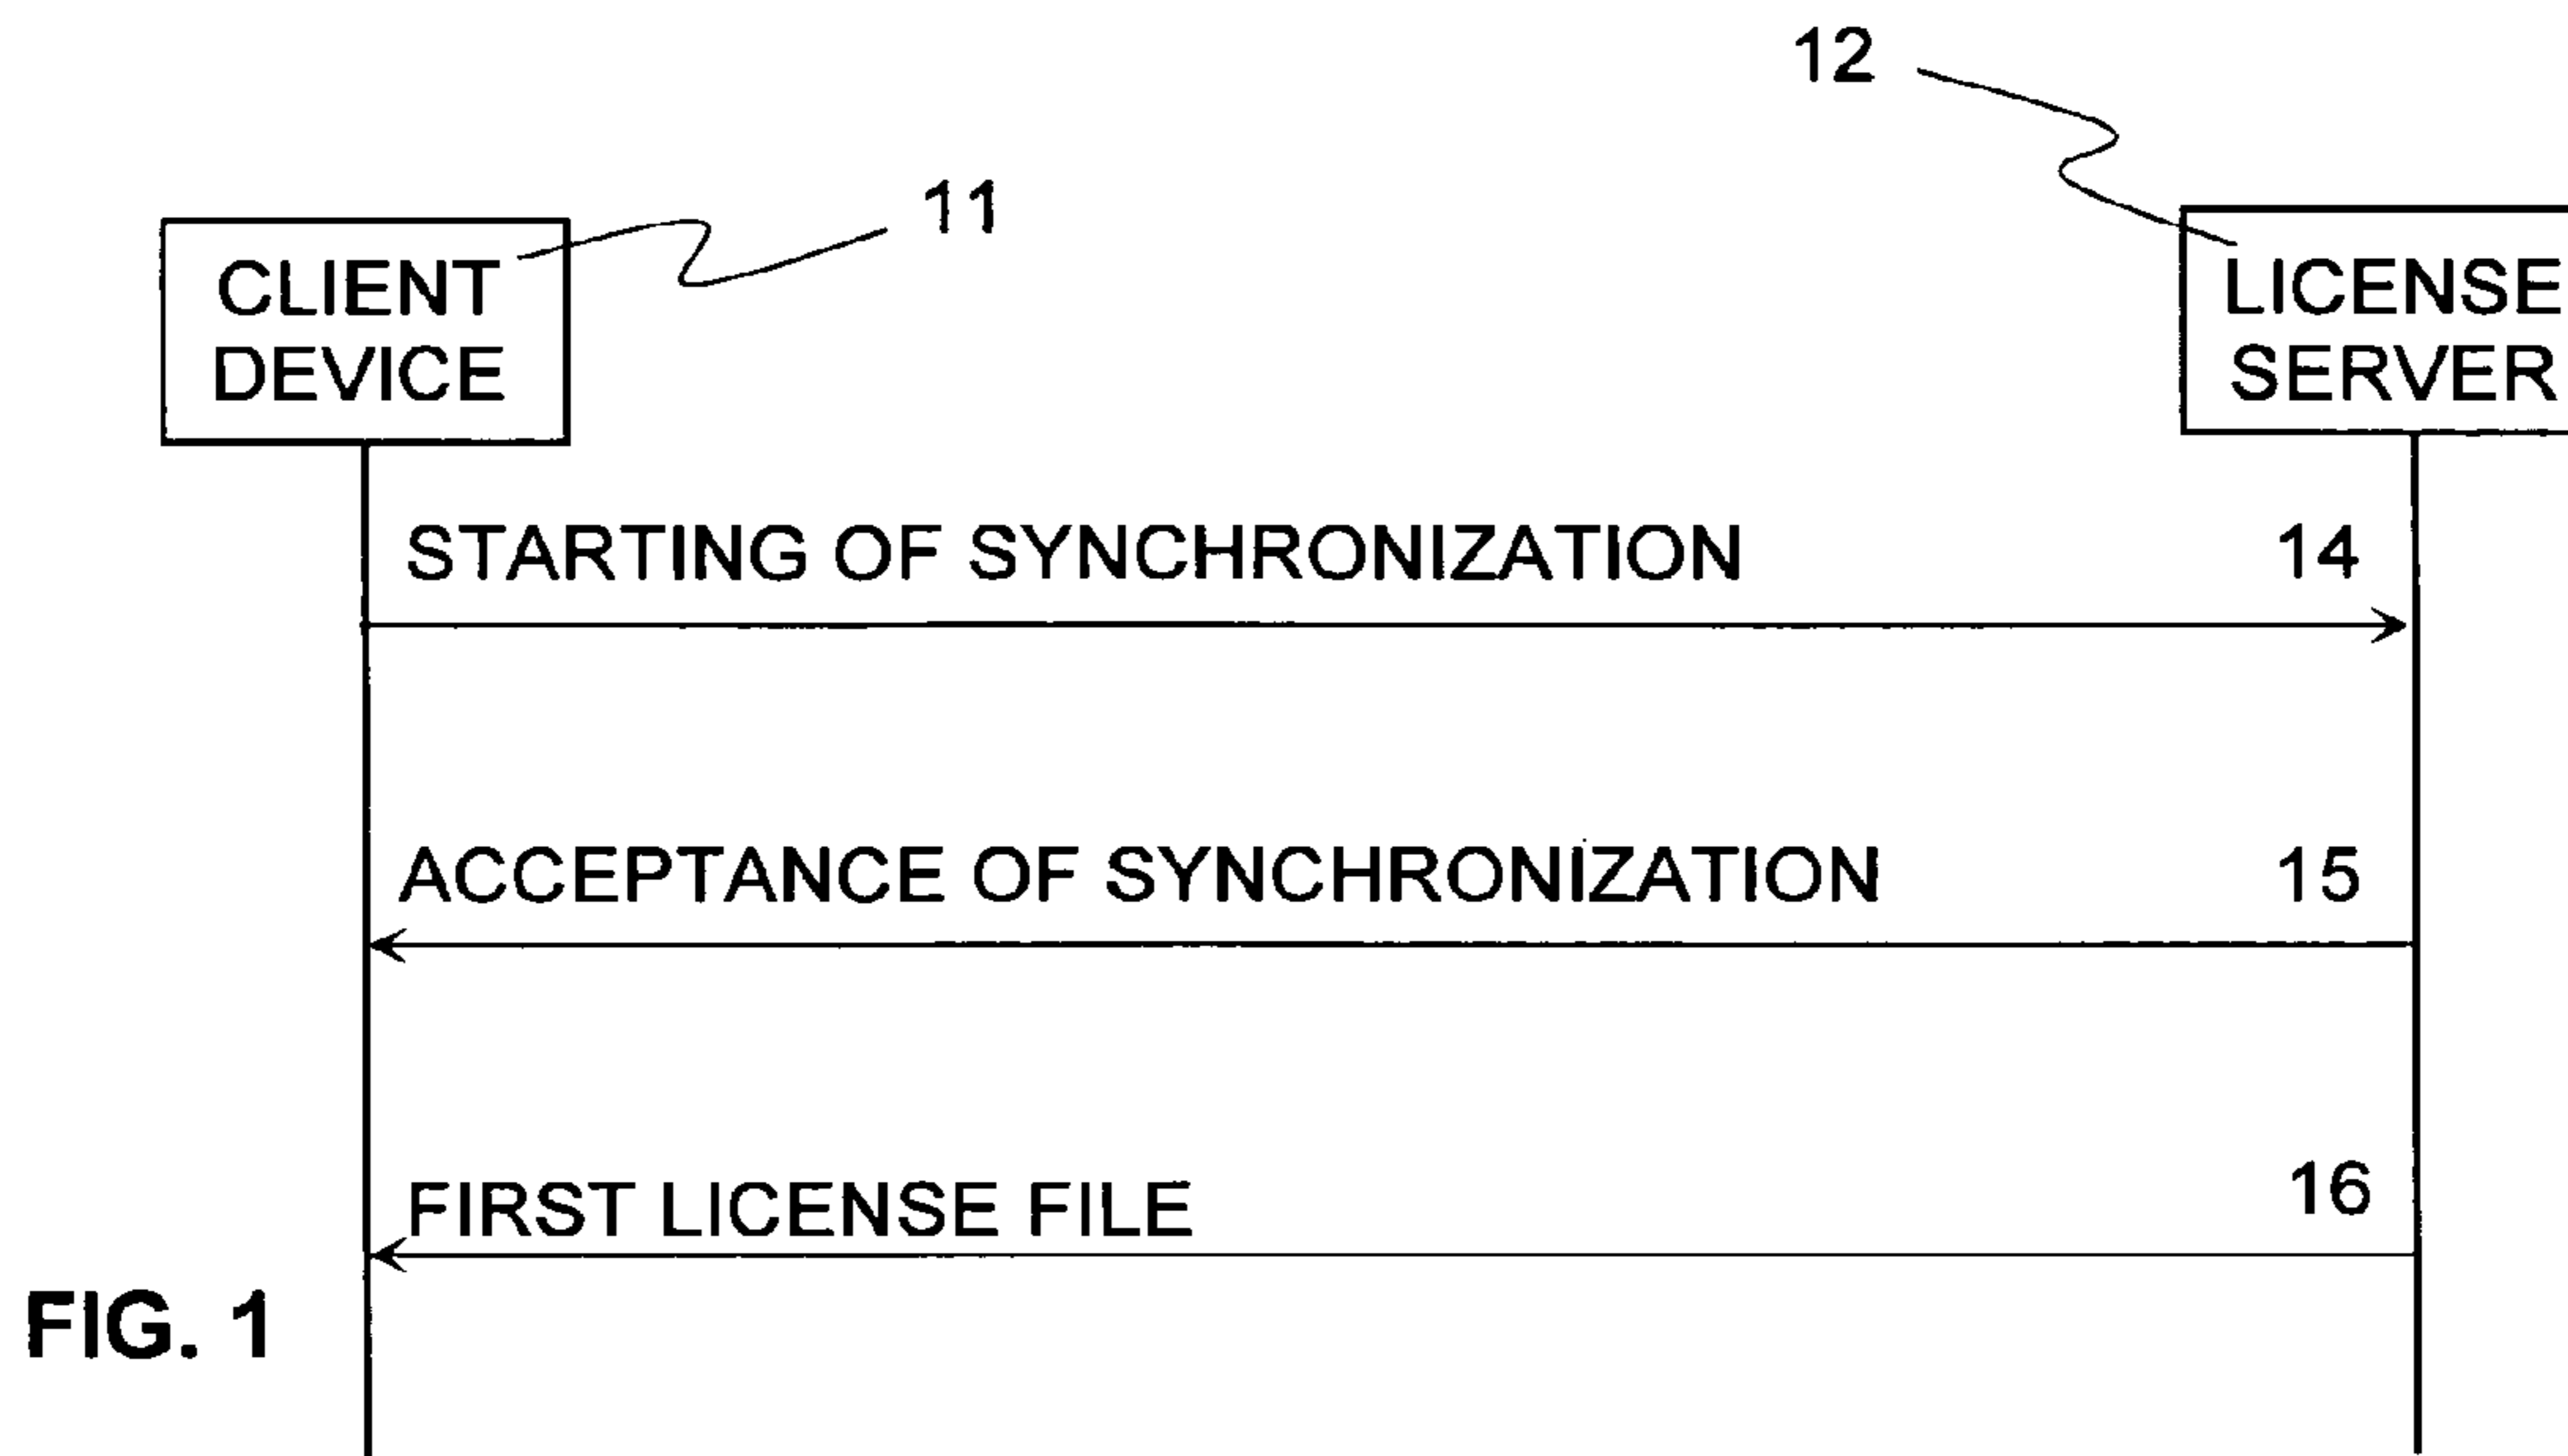 12
11
CLIENT
DEVICE
LICENSE
SERVER
STARTING OF SYNCHRONIZATION 14
ACCEPTANCE OF SYNCHRONIZATION 15
FIRST LICENSE FILE 16
FIG. 1